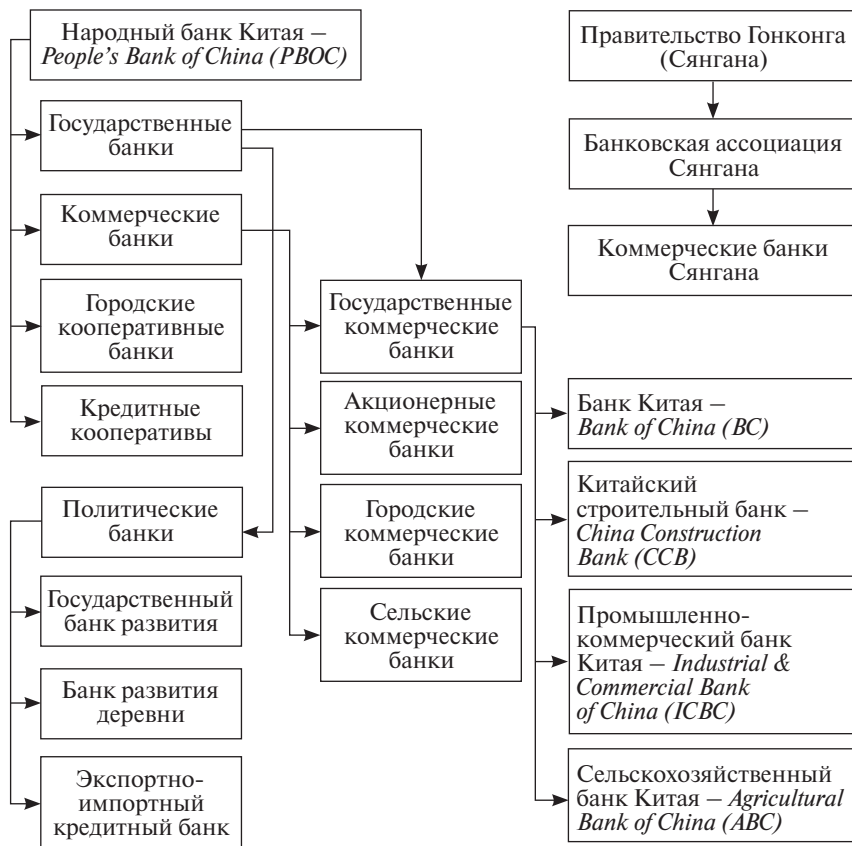 Народный банк Китая –
People's Bank of China (PBOC)
Государственные
банки
Коммерческие
банки
Городские
кооперативные
банки
Кредитные
кооперативы
Политические
банки
Государственный
банк развития
Банк развития
деревни
Экспортно-
импортный
кредитный банк
Государственные
коммерческие
банки
Акционерные
коммерческие
банки
Городские
коммерческие
банки
Сельские
коммерческие
банки
Правительство Гонконга
(Сянгана)
Банковская ассоциация
Сянгана
Коммерческие банки
Сянгана
Банк Китая –
Bank of China (BC)
Китайский
строительный банк –
China Construction
Bank (CCB)
Промышленно-
коммерческий банк
Китая – Industrial &
Commercial Bank
of China (ICBC)
Сельскохозяйственный
банк Китая – Agricultural
Bank of China (ABC)